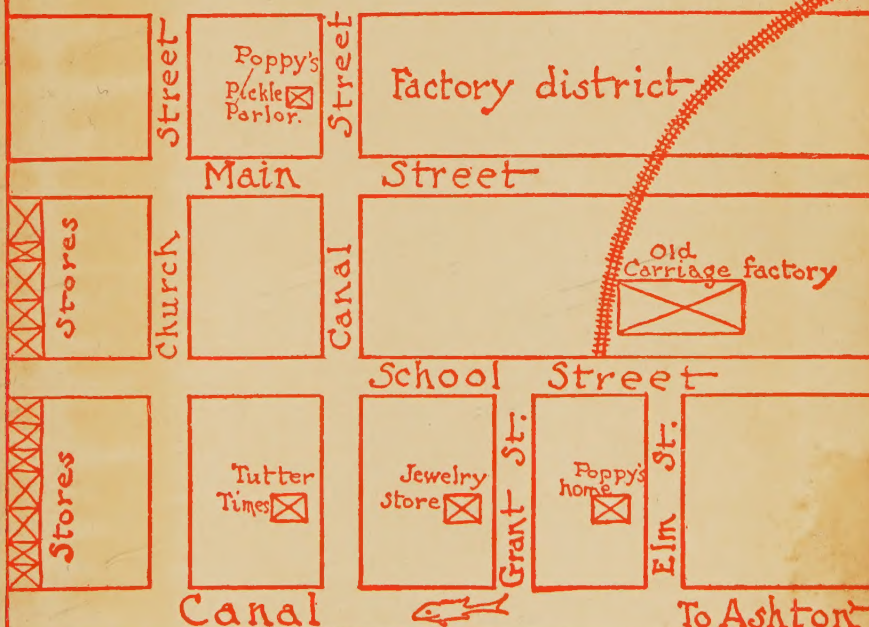 Street
Poppy's
Pickle
Parlor.
Street
Factory district
Main Street
Stores
Church
Canal
Old
Carriage factory
School Street
Stores
Tutter
Times
Jewelry
Store
Grant St.
Poppy's
home
Elm St.
Canal
To Ashton